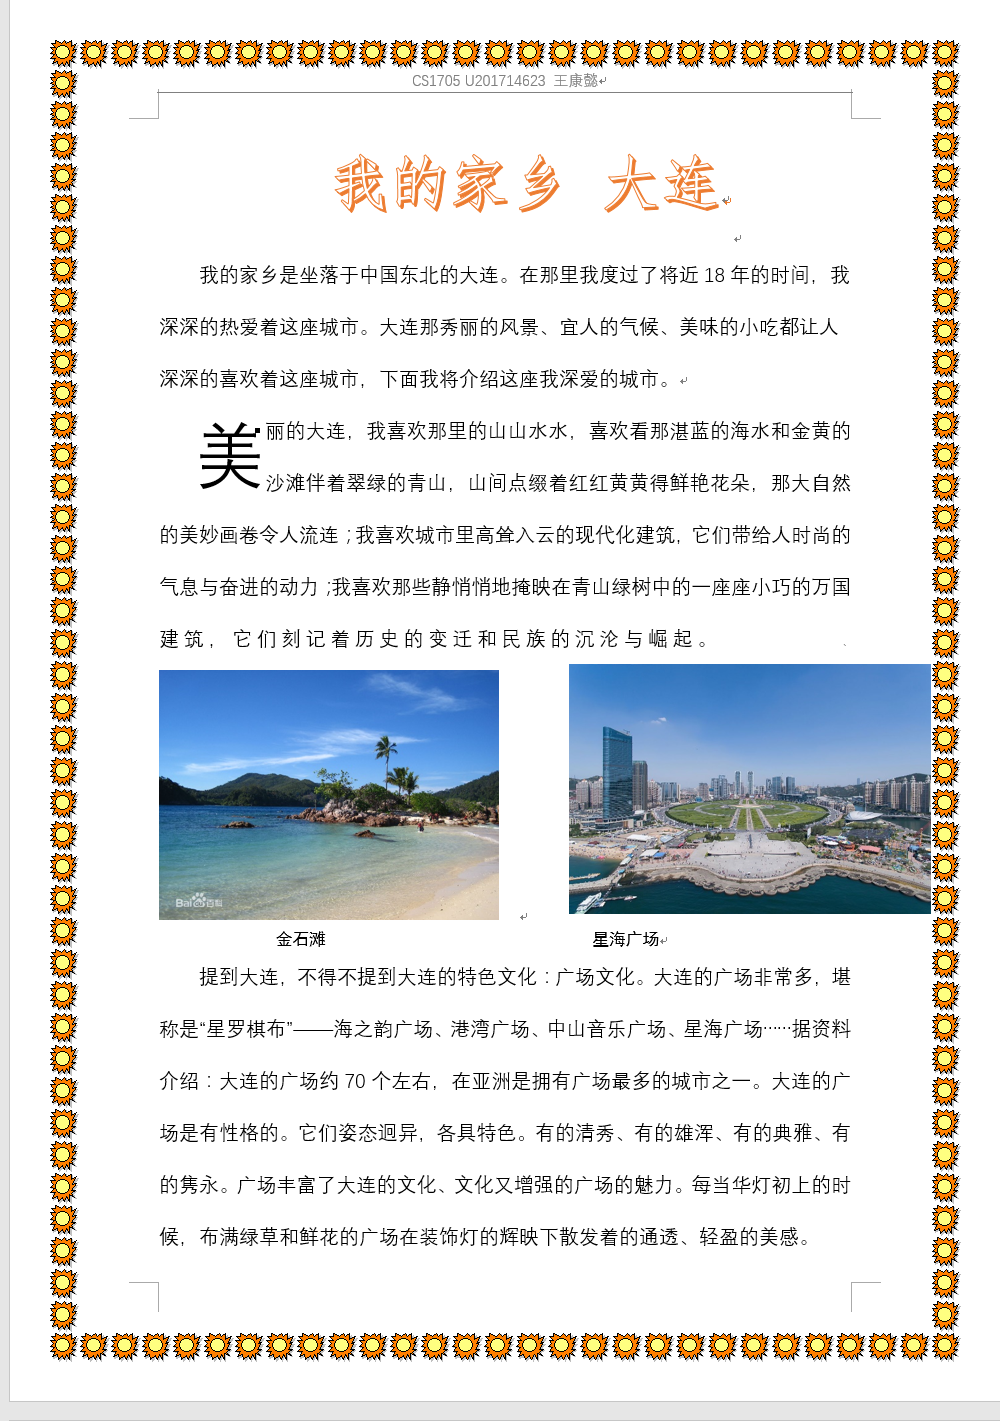 CS1705 U201714623 王康懿
我的家乡 大连
我的家乡是坐落于中国东北的大连。在那里我度过了将近 18 年的时间，我
深深的热爱着这座城市。大连那秀丽的风景、宜人的气候、美味的小吃都让人
深深的喜欢着这座城市，下面我将介绍这座我深爱的城市。
美丽的大连，我喜欢那里的山山水水，喜欢看那湛蓝的海水和金黄的
沙滩伴着翠绿的青山，山间点缀着红红黄黄得鲜艳花朵，那大自然
的美妙画卷令人流连；我喜欢城市里高耸入云的现代化建筑，它们带给人时尚的
气息与奋进的动力；我喜欢那些静悄悄地掩映在青山绿树中的一座座小巧的万国
建筑，它们刻记着历史的变迁和民族的沉沦与崛起。
Bai百科
金石滩 星海广场
提到大连，不得不提到大连的特色文化：广场文化。大连的广场非常多，堪
称是“星罗棋布”——海之韵广场、港湾广场、中山音乐广场、星海广场……据资料
介绍：大连的广场约 70 个左右，在亚洲是拥有广场最多的城市之一。大连的广
场是有性格的。它们姿态迥异，各具特色。有的清秀、有的雄浑、有的典雅、有
的隽永。广场丰富了大连的文化、文化又增强的广场的魅力。每当华灯初上的时
候，布满绿草和鲜花的广场在装饰灯的辉映下散发着的通透、轻盈的美感。